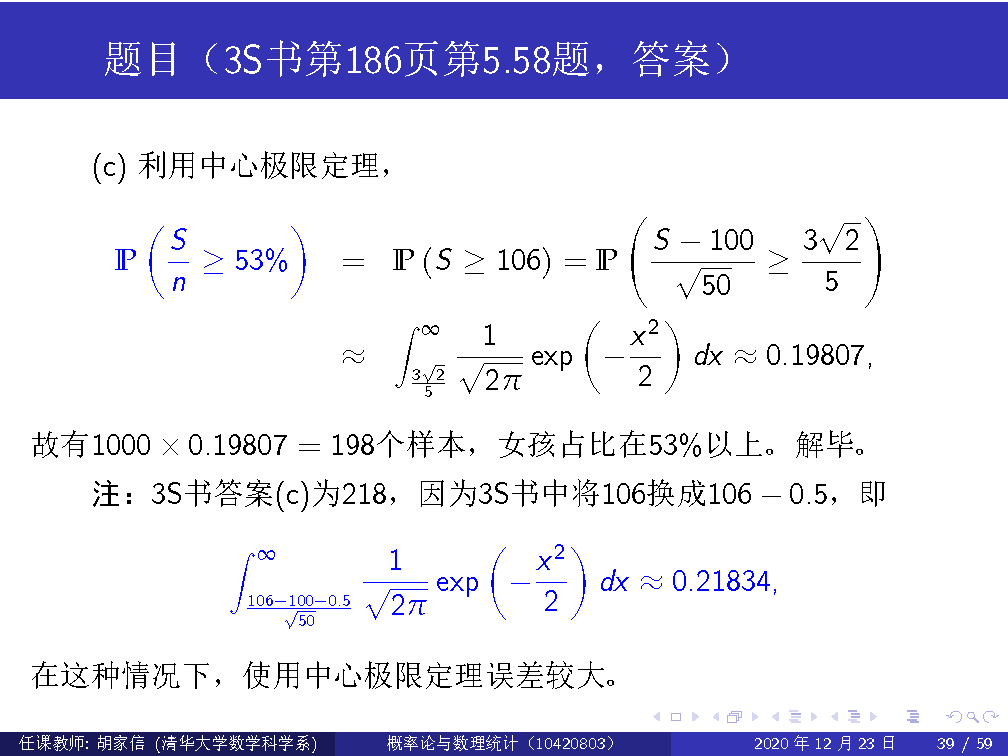 题目（3S书第186页第5.58题，答案）
(c) 利用中心极限定理，
ℙ(S/n ≥ 53%) = ℙ(S ≥ 106) = ℙ((S − 100)/√50 ≥ 3√2/5)
≈ ∫_{3√2/5}^{∞} 1/√(2π) exp(−x²/2) dx ≈ 0.19807,
故有1000 × 0.19807 = 198个样本，女孩占比在53%以上。解毕。
注：3S书答案(c)为218，因为3S书中将106换成106 − 0.5，即
∫_{(106−100−0.5)/√50}^{∞} 1/√(2π) exp(−x²/2) dx ≈ 0.21834,
在这种情况下，使用中心极限定理误差较大。
任课教师: 胡家信 (清华大学数学科学系) 概率论与数理统计（10420803） 2020 年 12 月 23 日 39 / 59